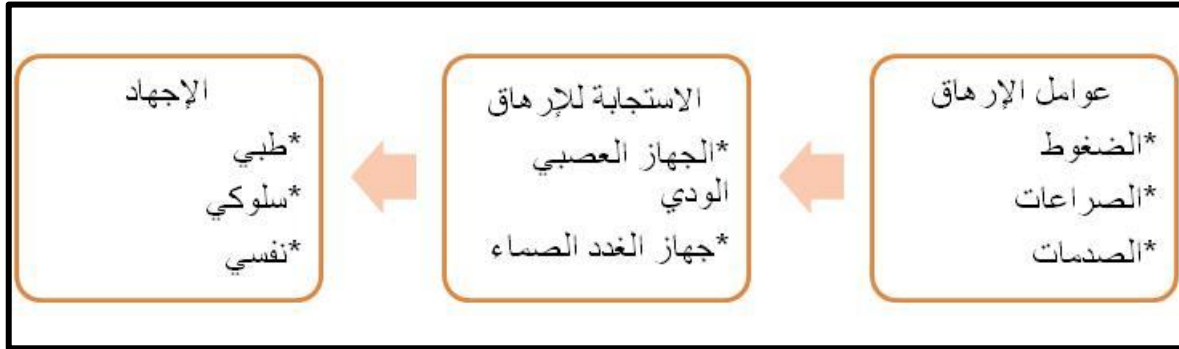 عوامل الإرهاق
*الضغوط
*الصراعات
*الصدمات
الاستجابة للإرهاق
*الجهاز العصبي
الودي
*جهاز الغدد الصماء
الإجهاد
*طبي
*سلوكي
*نفسي